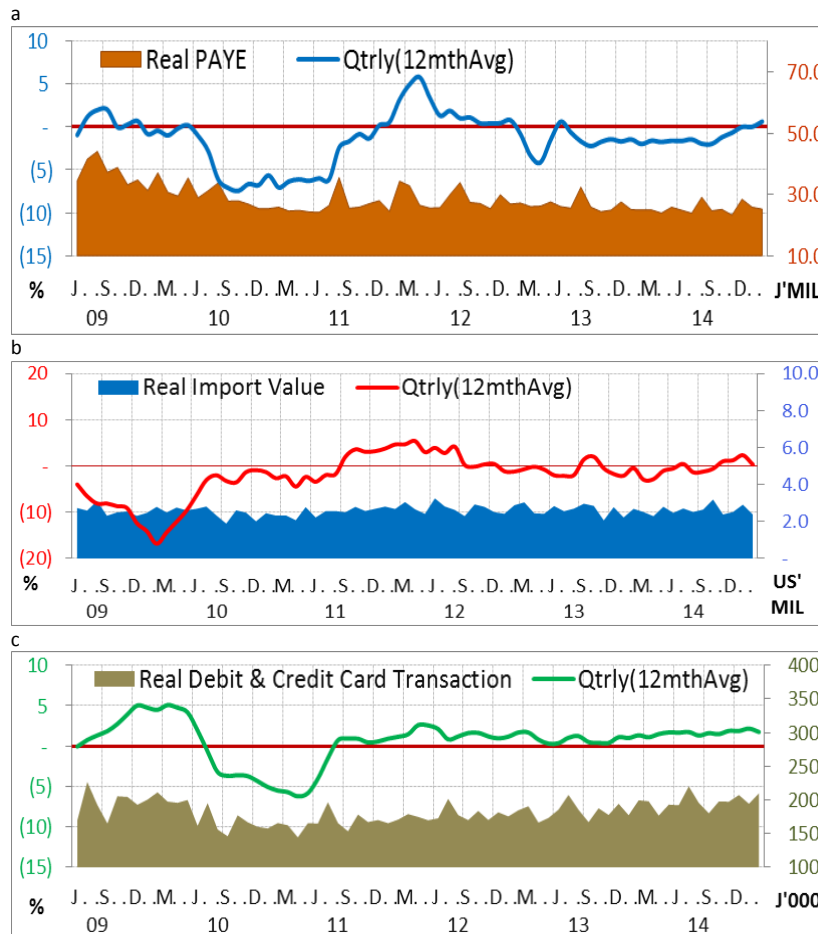 a
10
Real PAYE Qtrly(12mthAvg)
70.0
5
50.0
-
(5)
30.0
(10)
(15)
10.0
J. .S. .D. .M. .J. .S. .D. .M. .J. .S. .D. .M. .J. .S. .D. .M. .J. .S. .D. .M. .J. .S. .D. .
% J'MIL
09 10 11 12 13 14
b
20 10.0
Real Import Value Qtrly(12mthAvg)
8.0
10
6.0
-
4.0
(10)
2.0
(20) -
J. .S. .D. .M. .J. .S. .D. .M. .J. .S. .D. .M. .J. .S. .D. .M. .J. .S. .D. .M. .J. .S. .D. .
% US'
09 10 11 12 13 14 MIL
c
10 400
Real Debit & Credit Card Transaction Qtrly(12mthAvg)
350
5
300
-
250
(5)
200
(10)
150
(15) 100
J. .S. .D. .M. .J. .S. .D. .M. .J. .S. .D. .M. .J. .S. .D. .M. .J. .S. .D. .M. .J. .S. .D. .
% J'000
09 10 11 12 13 14